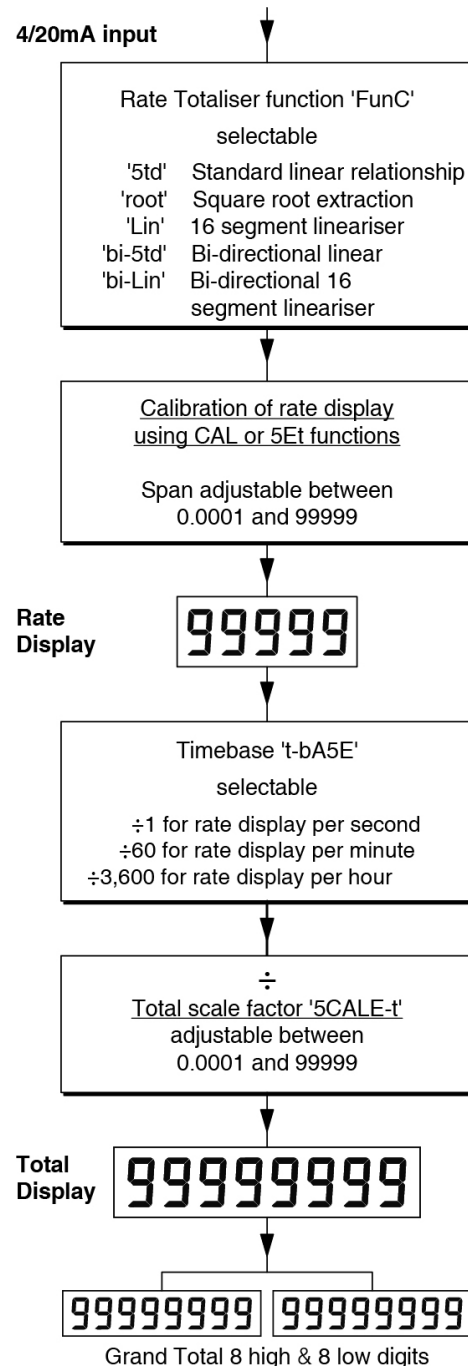 4/20mA input
Rate Totaliser function 'FunC'
selectable
'5td' Standard linear relationship
'root' Square root extraction
'Lin' 16 segment lineariser
'bi-5td' Bi-directional linear
'bi-Lin' Bi-directional 16
segment lineariser
Calibration of rate display
using CAL or 5Et functions
Span adjustable between
0.0001 and 99999
Rate
Display
99999
Timebase 't-bA5E'
selectable
÷1 for rate display per second
÷60 for rate display per minute
÷3,600 for rate display per hour
÷
Total scale factor '5CALE-t'
adjustable between
0.0001 and 99999
Total
Display
99999999
99999999 99999999
Grand Total 8 high & 8 low digits